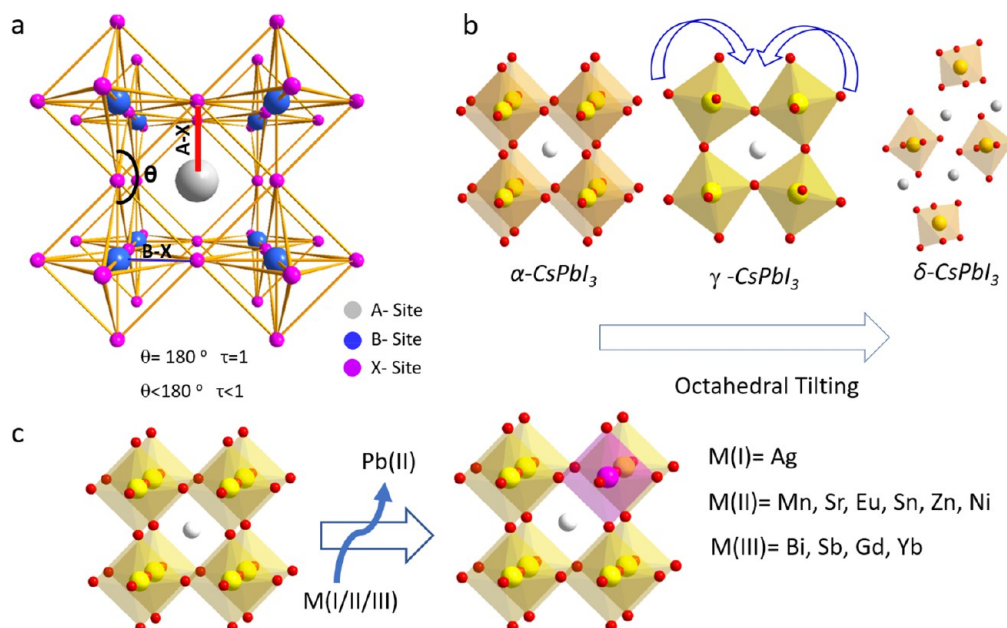 a
A-X
θ
B-X
A- Site
B- Site
X- Site
θ= 180 ° τ=1
θ<180 ° τ<1
b
α-CsPbI₃
γ -CsPbI₃
δ-CsPbI₃
Octahedral Tilting
c
Pb(II)
M(I/II/III)
M(I)= Ag
M(II)= Mn, Sr, Eu, Sn, Zn, Ni
M(III)= Bi, Sb, Gd, Yb